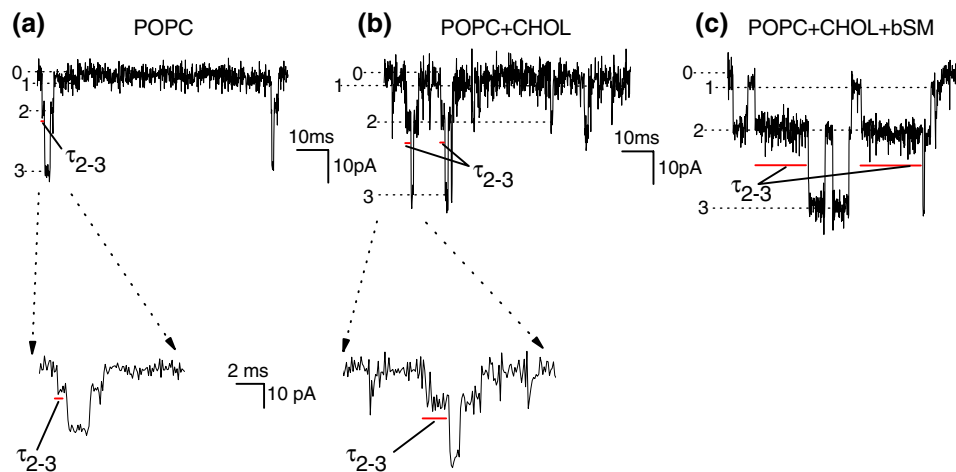 (a) POPC
0
1
2
3
τ2-3
10ms
10pA
2 ms
10 pA
τ2-3
(b) POPC+CHOL
0
1
2
3
τ2-3
10ms
10pA
τ2-3
(c) POPC+CHOL+bSM
0
1
2
3
τ2-3